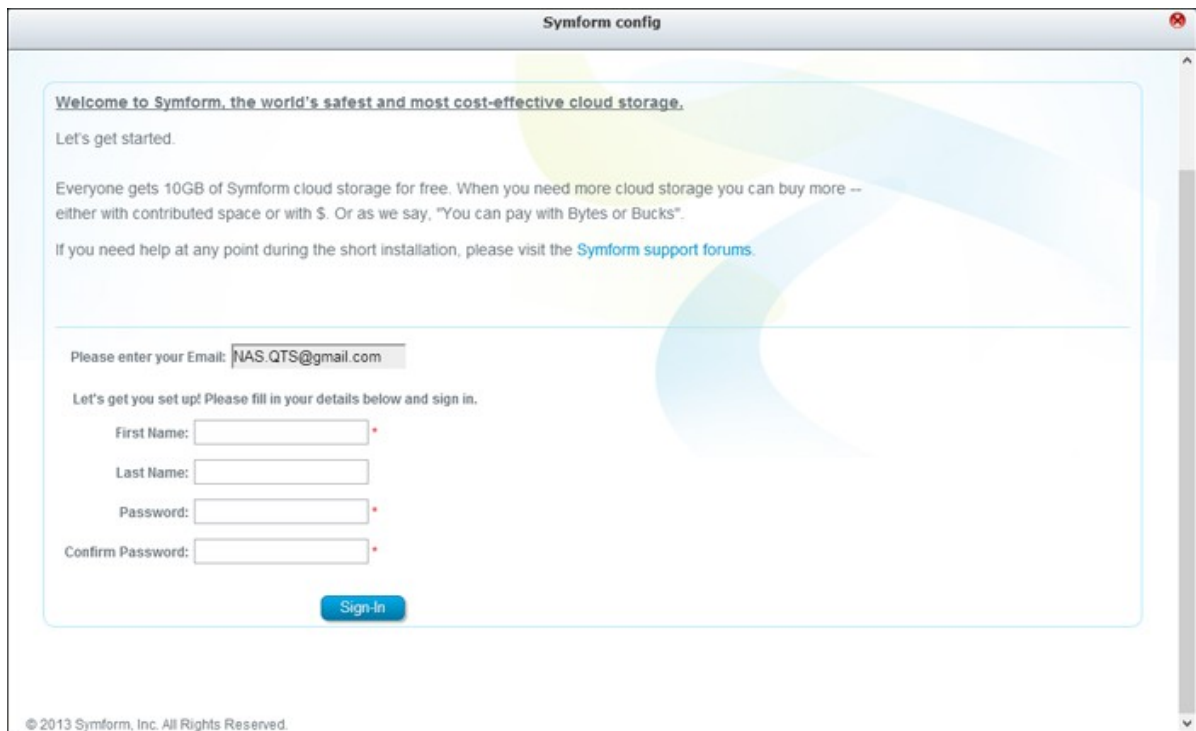 Symform config
Welcome to Symform, the world's safest and most cost-effective cloud storage.
Let's get started.
Everyone gets 10GB of Symform cloud storage for free. When you need more cloud storage you can buy more --
either with contributed space or with $. Or as we say, "You can pay with Bytes or Bucks".
If you need help at any point during the short installation, please visit the Symform support forums.
Please enter your Email: NAS.QTS@gmail.com
Let's get you set up! Please fill in your details below and sign in.
First Name: *
Last Name:
Password: *
Confirm Password: *
Sign-In
© 2013 Symform, Inc. All Rights Reserved.